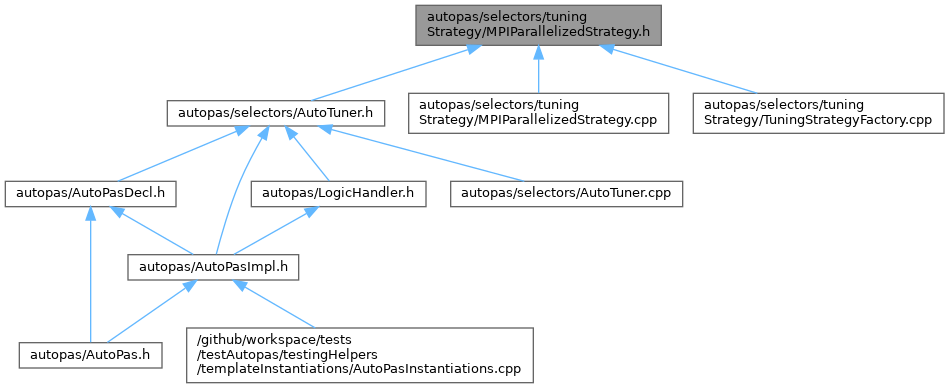 autopas/selectors/tuning
Strategy/MPIParallelizedStrategy.h
autopas/selectors/AutoTuner.h
autopas/selectors/tuning
Strategy/MPIParallelizedStrategy.cpp
autopas/selectors/tuning
Strategy/TuningStrategyFactory.cpp
autopas/AutoPasDecl.h
autopas/LogicHandler.h
autopas/selectors/AutoTuner.cpp
autopas/AutoPasImpl.h
autopas/AutoPas.h
/github/workspace/tests
/testAutopas/testingHelpers
/templateInstantiations/AutoPasInstantiations.cpp